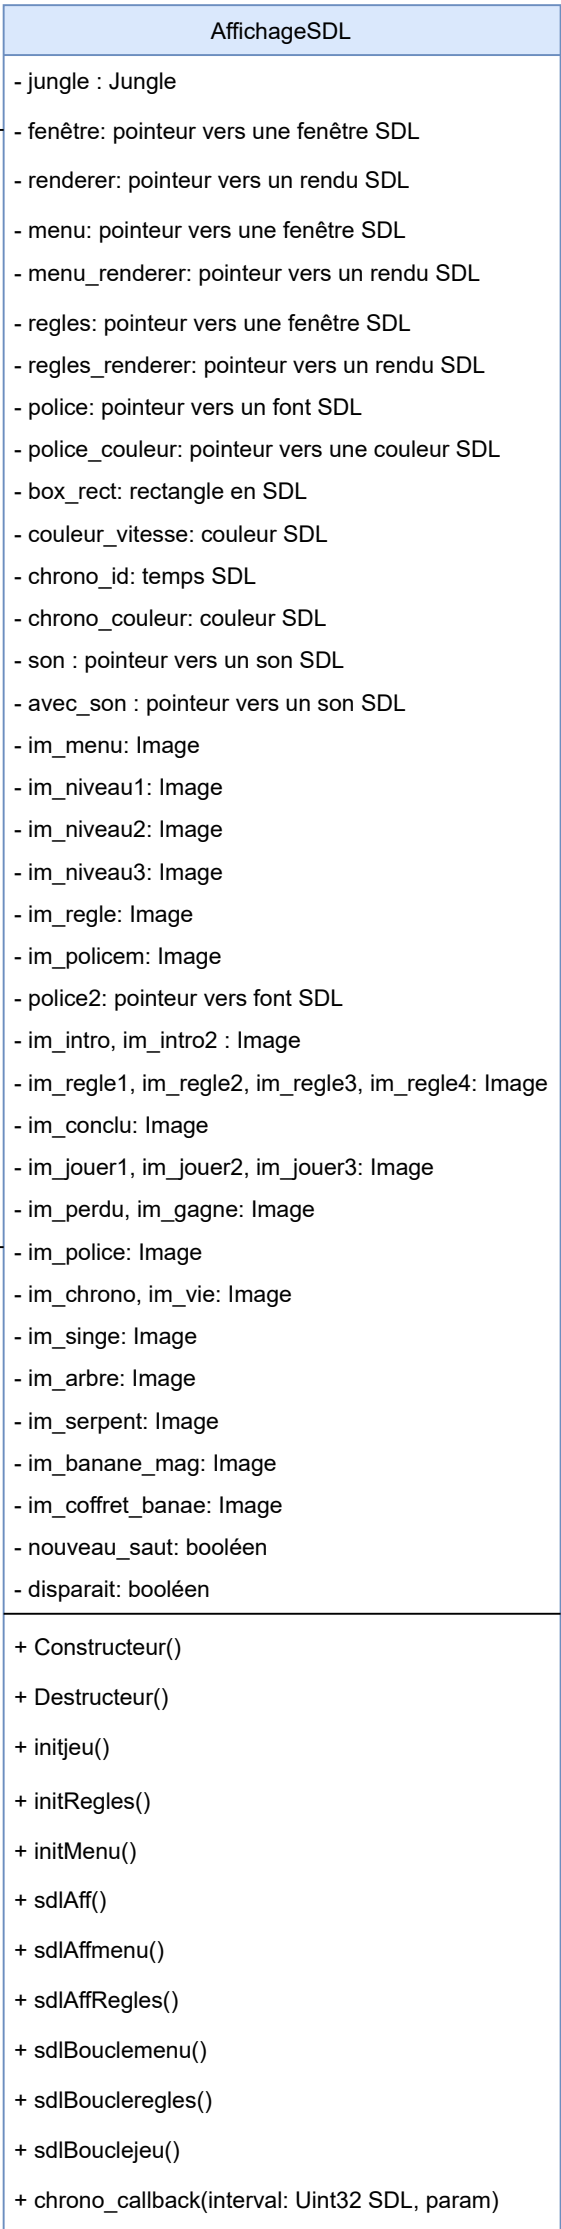 AffichageSDL
- jungle : Jungle
- fenêtre: pointeur vers une fenêtre SDL
- renderer: pointeur vers un rendu SDL
- menu: pointeur vers une fenêtre SDL
- menu_renderer: pointeur vers un rendu SDL
- regles: pointeur vers une fenêtre SDL
- regles_renderer: pointeur vers un rendu SDL
- police: pointeur vers un font SDL
- police_couleur: pointeur vers une couleur SDL
- box_rect: rectangle en SDL
- couleur_vitesse: couleur SDL
- chrono_id: temps SDL
- chrono_couleur: couleur SDL
- son : pointeur vers un son SDL
- avec_son : pointeur vers un son SDL
- im_menu: Image
- im_niveau1: Image
- im_niveau2: Image
- im_niveau3: Image
- im_regle: Image
- im_policem: Image
- police2: pointeur vers font SDL
- im_intro, im_intro2 : Image
- im_regle1, im_regle2, im_regle3, im_regle4: Image
- im_conclu: Image
- im_jouer1, im_jouer2, im_jouer3: Image
- im_perdu, im_gagne: Image
- im_police: Image
- im_chrono, im_vie: Image
- im_singe: Image
- im_arbre: Image
- im_serpent: Image
- im_banane_mag: Image
- im_coffret_banae: Image
- nouveau_saut: booléen
- disparait: booléen
+ Constructeur()
+ Destructeur()
+ initjeu()
+ initRegles()
+ initMenu()
+ sdlAff()
+ sdlAffmenu()
+ sdlAffRegles()
+ sdlBouclemenu()
+ sdlBoucleregles()
+ sdlBouclejeu()
+ chrono_callback(interval: Uint32 SDL, param)